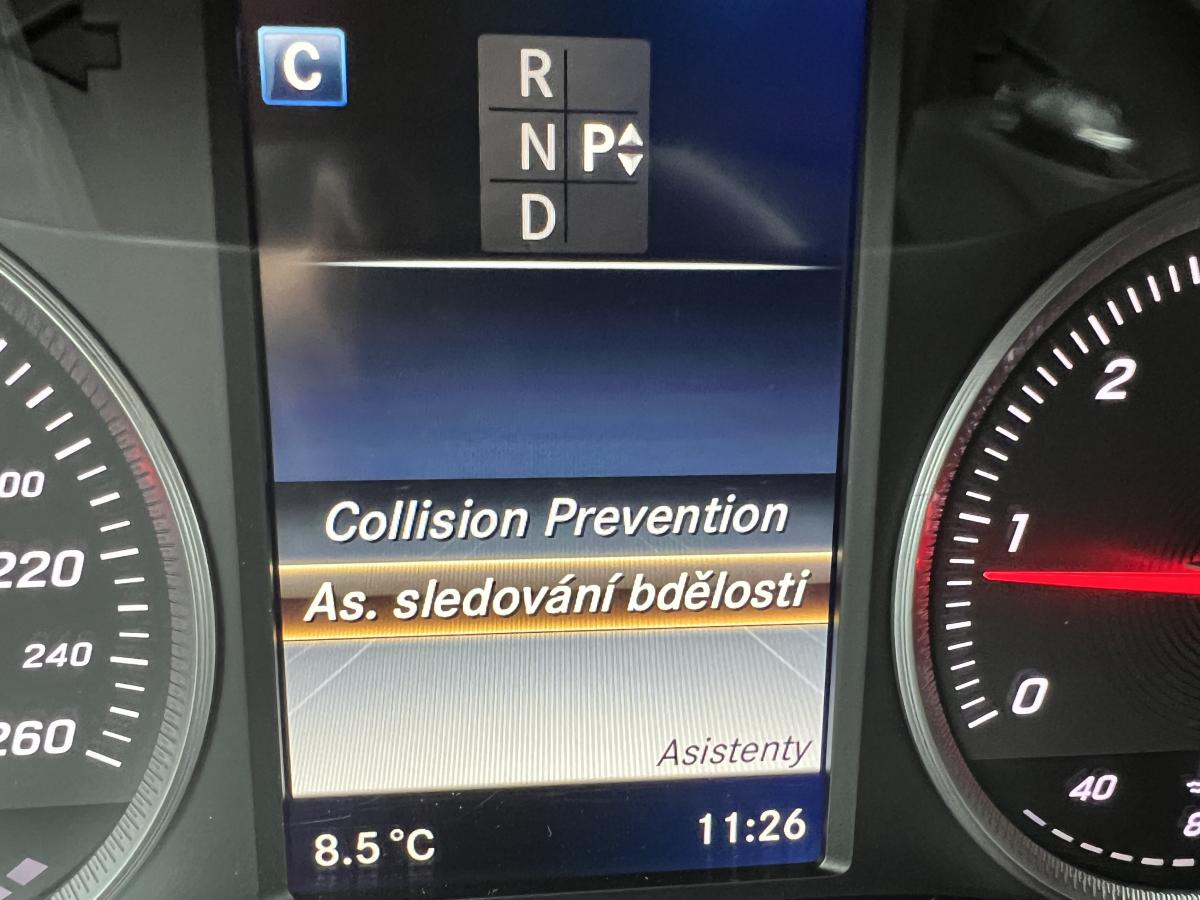 C
R
N P
D
Collision Prevention
As. sledování bdělosti
Asistenty
8.5 °C
11:26
220
240
260
2
1
0
40